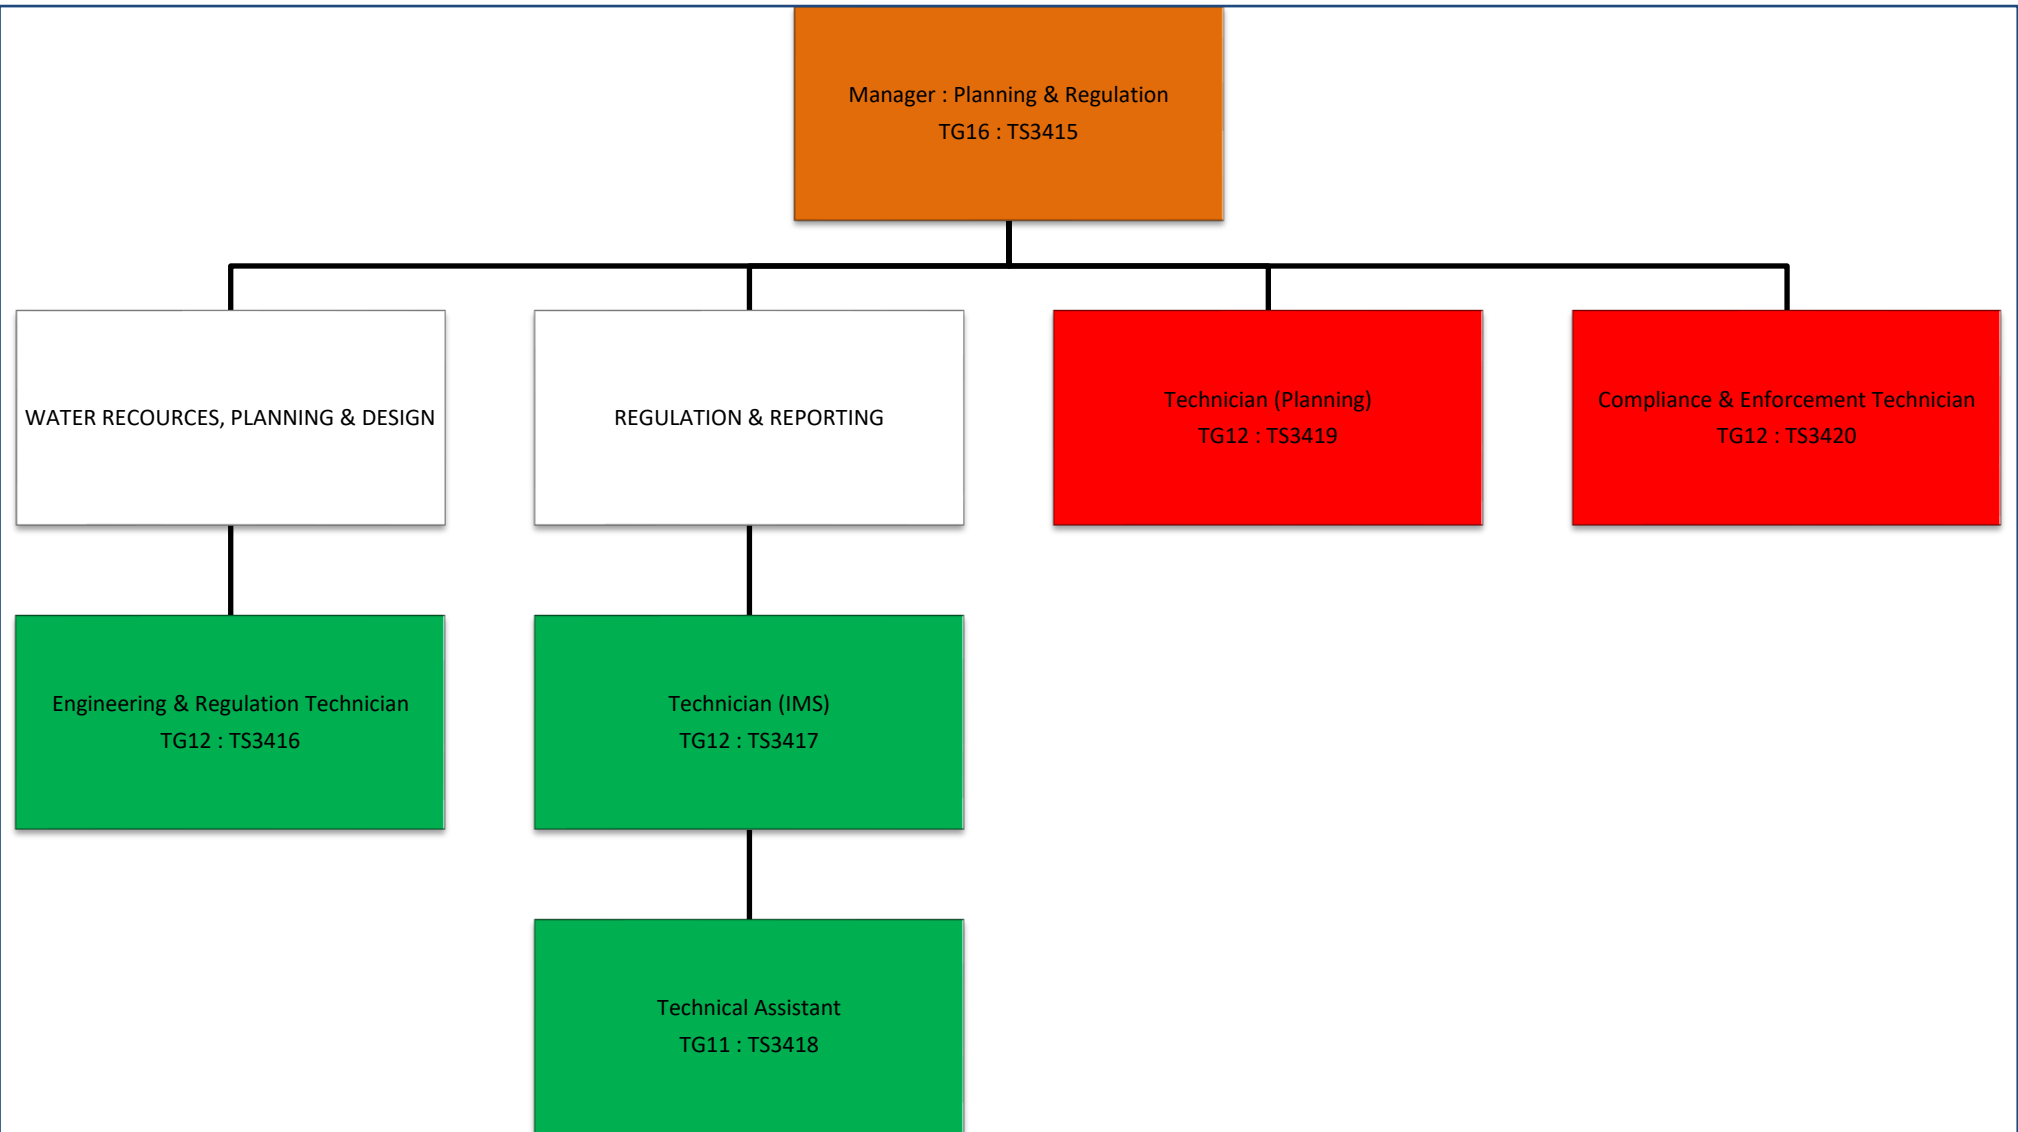 Manager : Planning & Regulation
TG16 : TS3415
WATER RECOURCES, PLANNING & DESIGN
REGULATION & REPORTING
Technician (Planning)
TG12 : TS3419
Compliance & Enforcement Technician
TG12 : TS3420
Engineering & Regulation Technician
TG12 : TS3416
Technician (IMS)
TG12 : TS3417
Technical Assistant
TG11 : TS3418